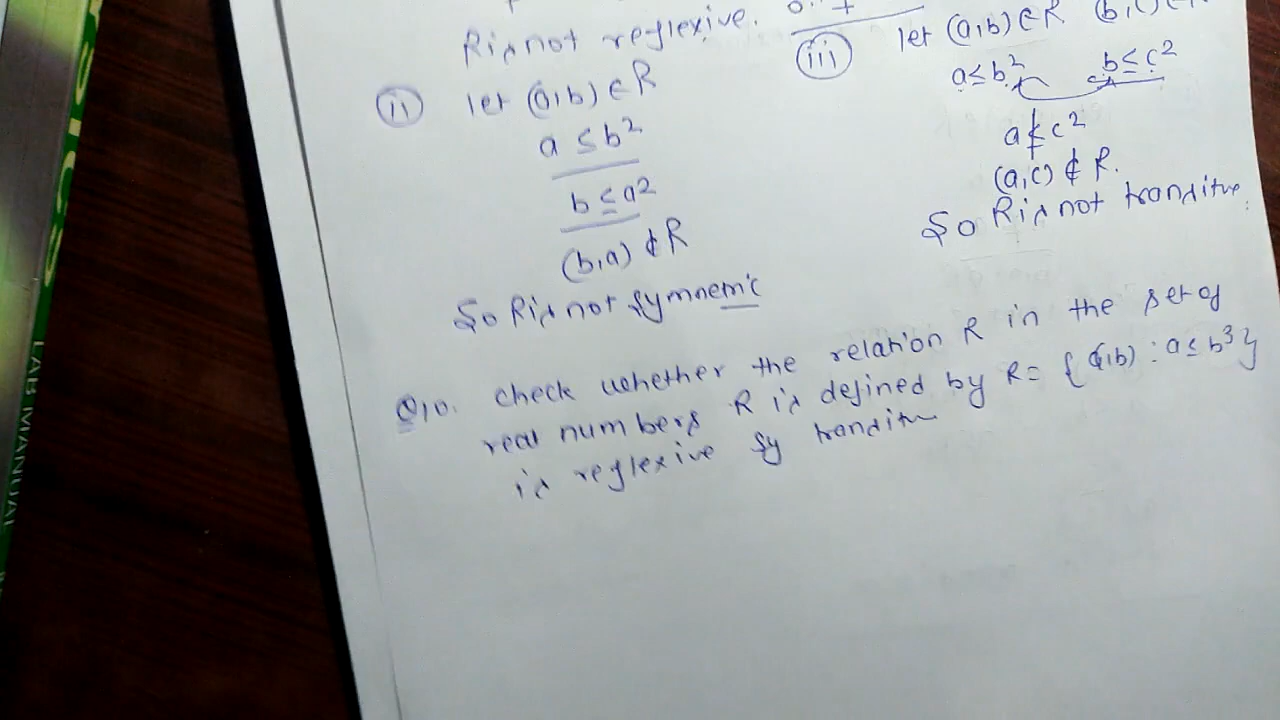 R is not reflexive.
(ii) let (a,b) ∈ R
a ≤ b²
b ≤ a²
(b,a) ∉ R
So R is not symmetric
(iii) let (a,b) ∈ R (b,c) ∈ R
a ≤ b² b ≤ c²
a ≰ c²
(a,c) ∉ R.
So R is not transitive.
Q10. check whether the relation R in the set of
real numbers R is defined by R = { (a,b) : a ≤ b³ }
is reflexive sy transitive
LAB MANUAL